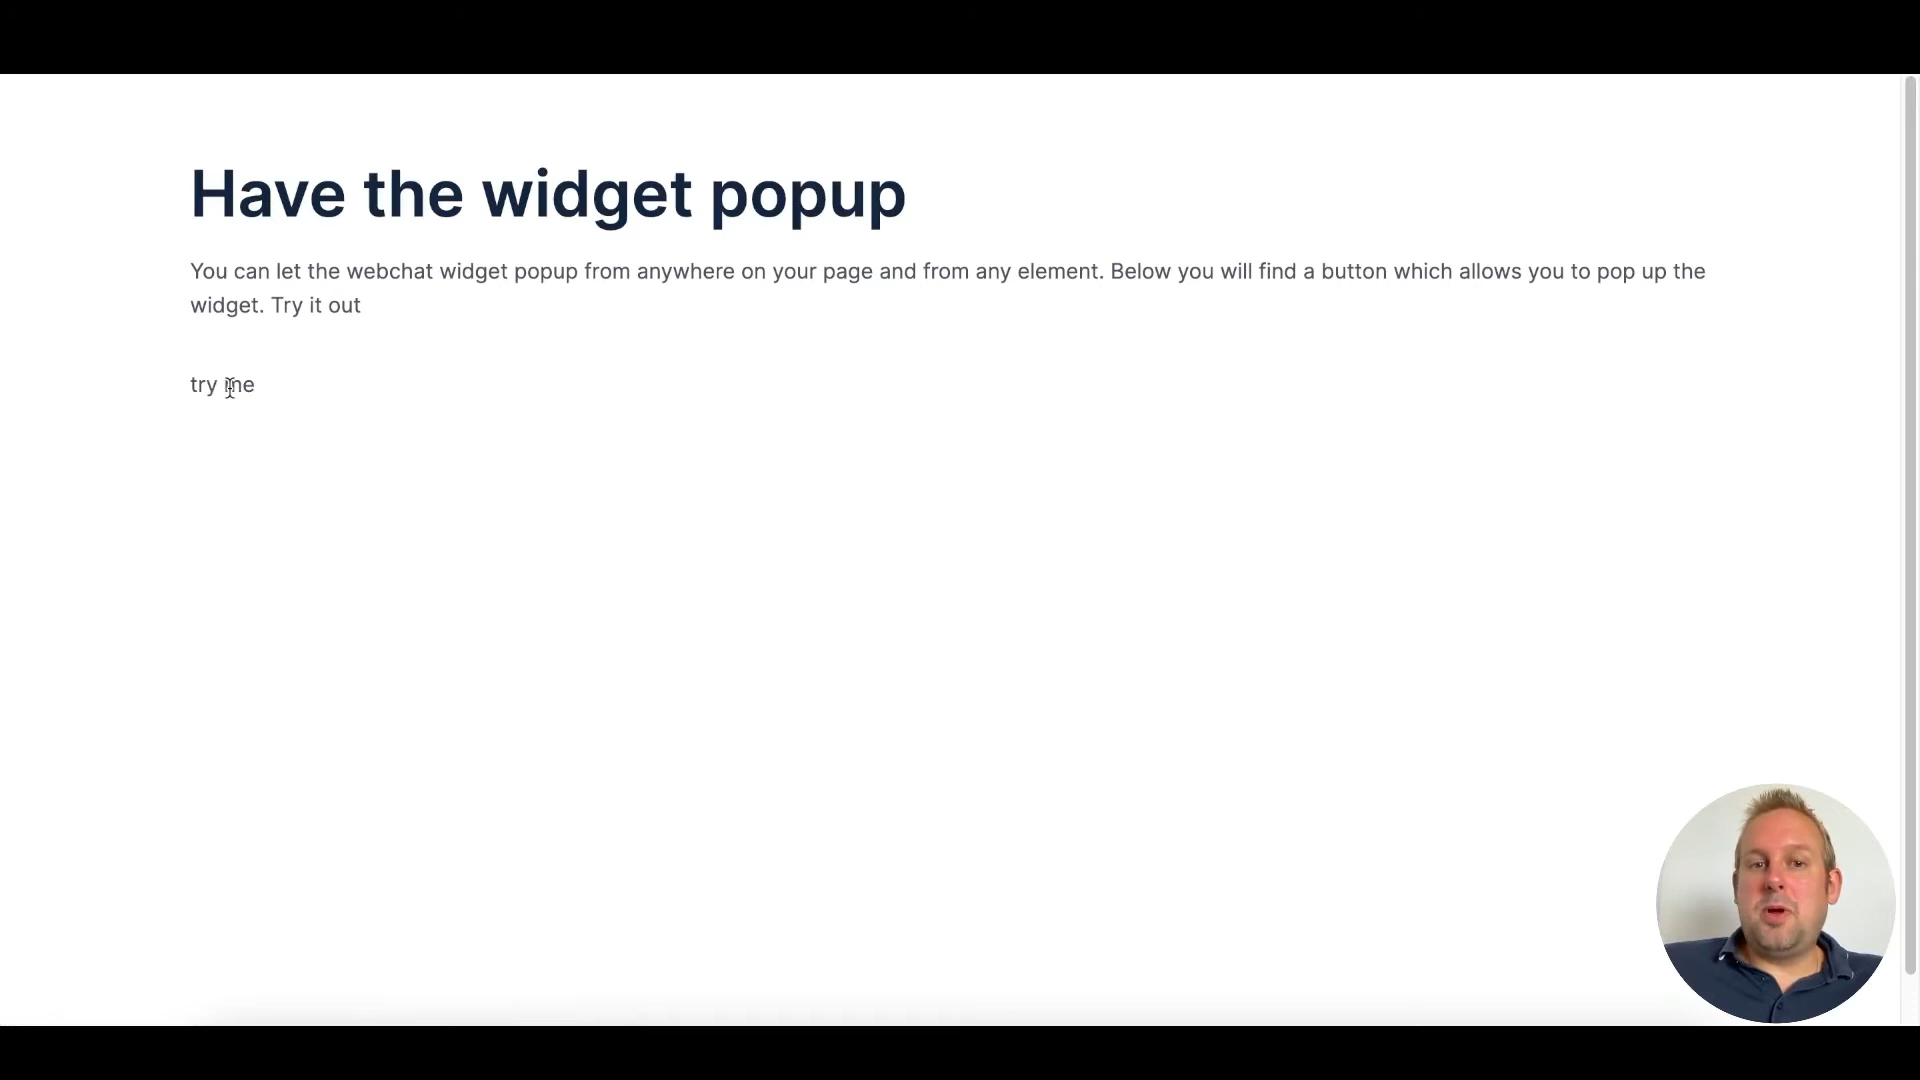 Have the widget popup
You can let the webchat widget popup from anywhere on your page and from any element. Below you will find a button which allows you to pop up the
widget. Try it out
try me